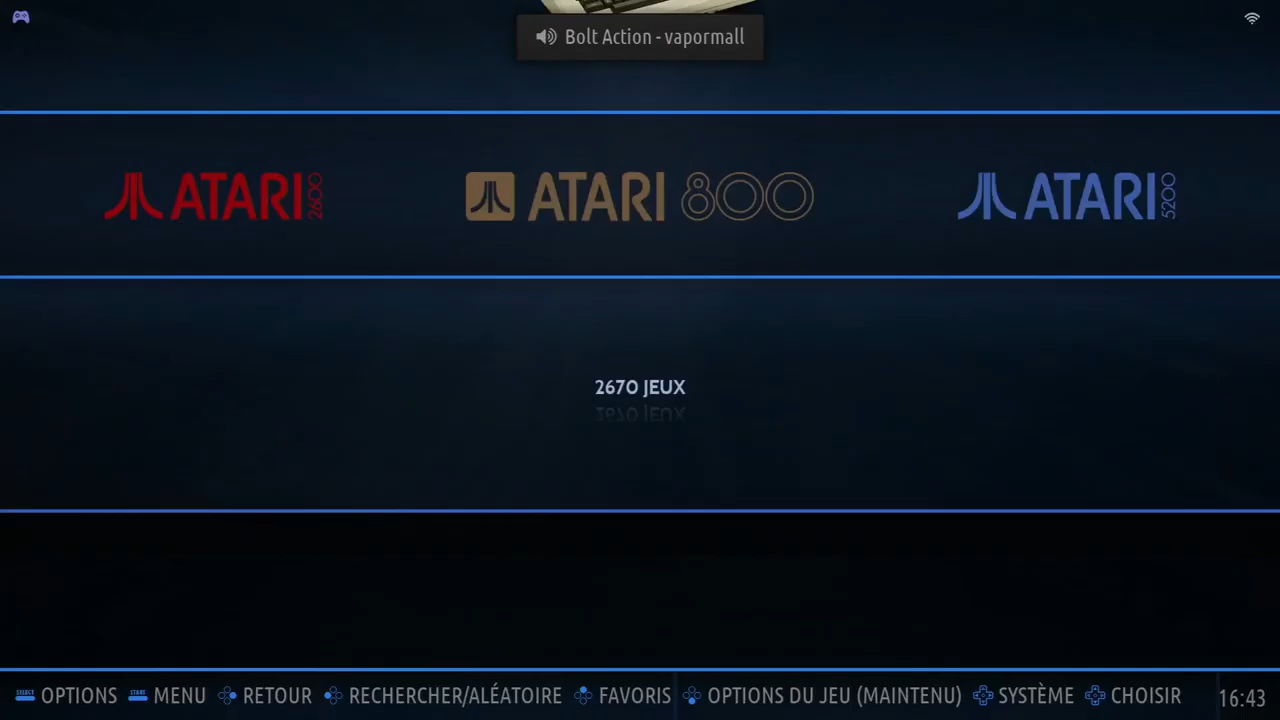 Bolt Action - vapormall
ATARI 2600
ATARI 800
ATARI 5200
2670 JEUX
SELECT OPTIONS START MENU RETOUR RECHERCHER/ALÉATOIRE FAVORIS OPTIONS DU JEU (MAINTENU) SYSTÈME CHOISIR 16:43